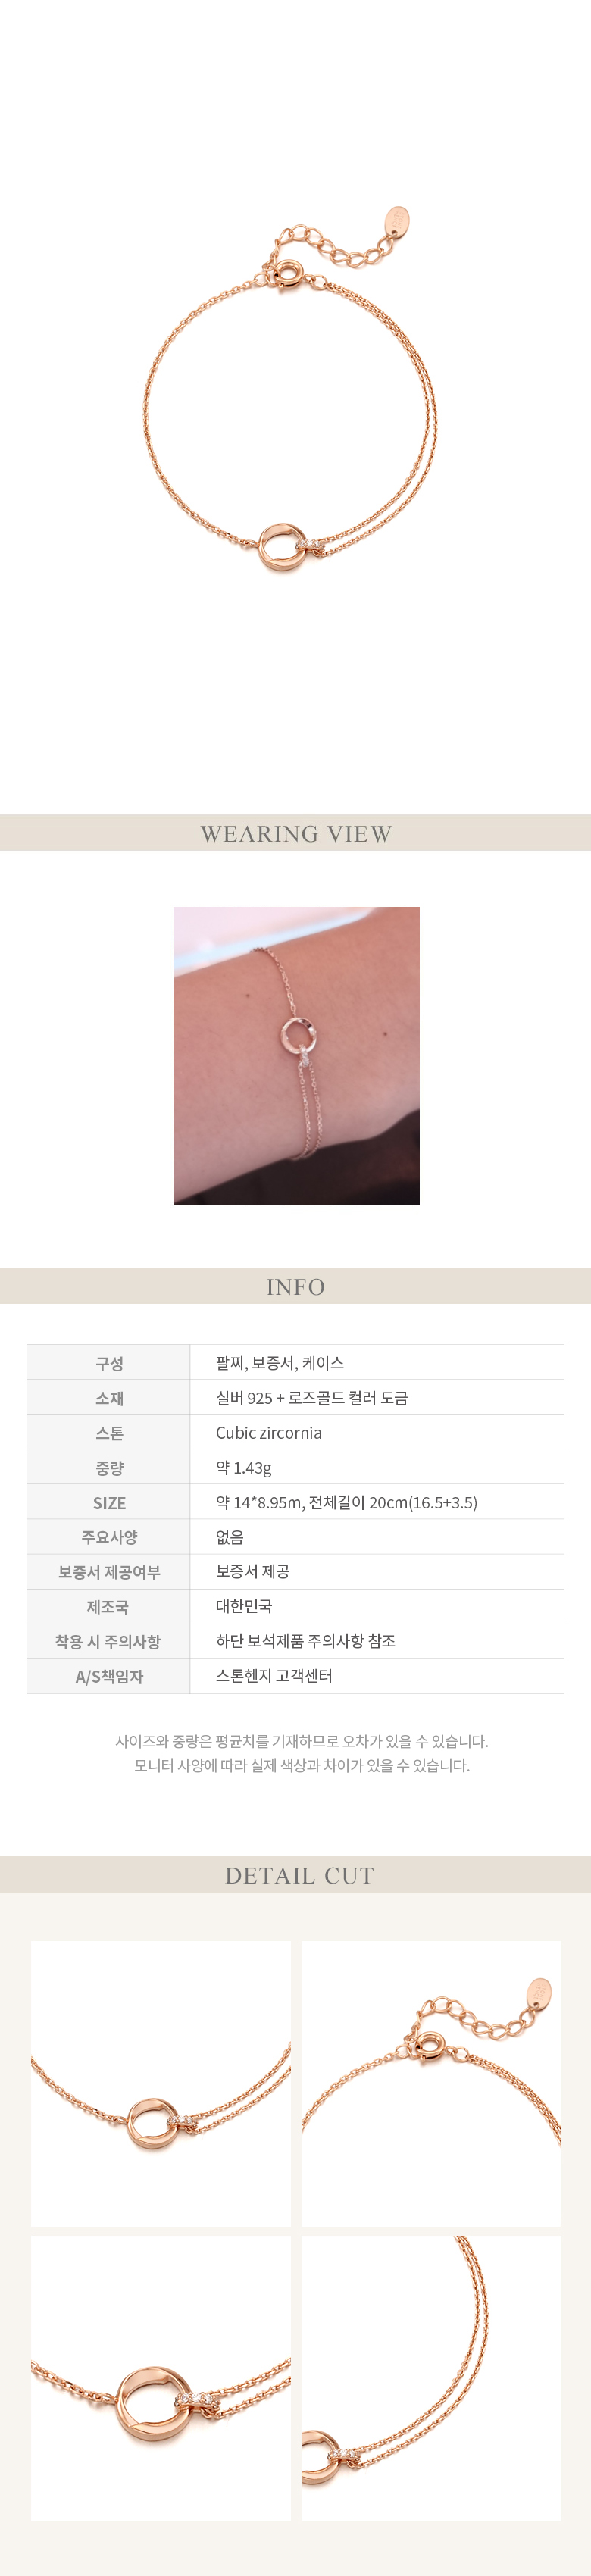 WEARING VIEW
INFO
구성 팔찌, 보증서, 케이스
소재 실버 925 + 로즈골드 컬러 도금
스톤 Cubic zircornia
중량 약 1.43g
SIZE 약 14*8.95m, 전체길이 20cm(16.5+3.5)
주요사양 없음
보증서 제공여부 보증서 제공
제조국 대한민국
착용 시 주의사항 하단 보석제품 주의사항 참조
A/S책임자 스톤헨지 고객센터
사이즈와 중량은 평균치를 기재하므로 오차가 있을 수 있습니다.
모니터 사양에 따라 실제 색상과 차이가 있을 수 있습니다.
DETAIL CUT